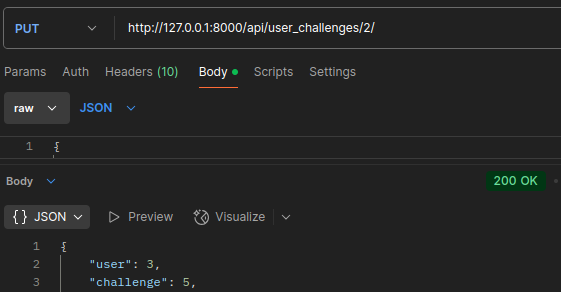 PUT http://127.0.0.1:8000/api/user_challenges/2/
Params Auth Headers (10) Body Scripts Settings
raw JSON
1 {
Body 200 OK
{} JSON Preview Visualize
1 {
2 "user": 3,
3 "challenge": 5,